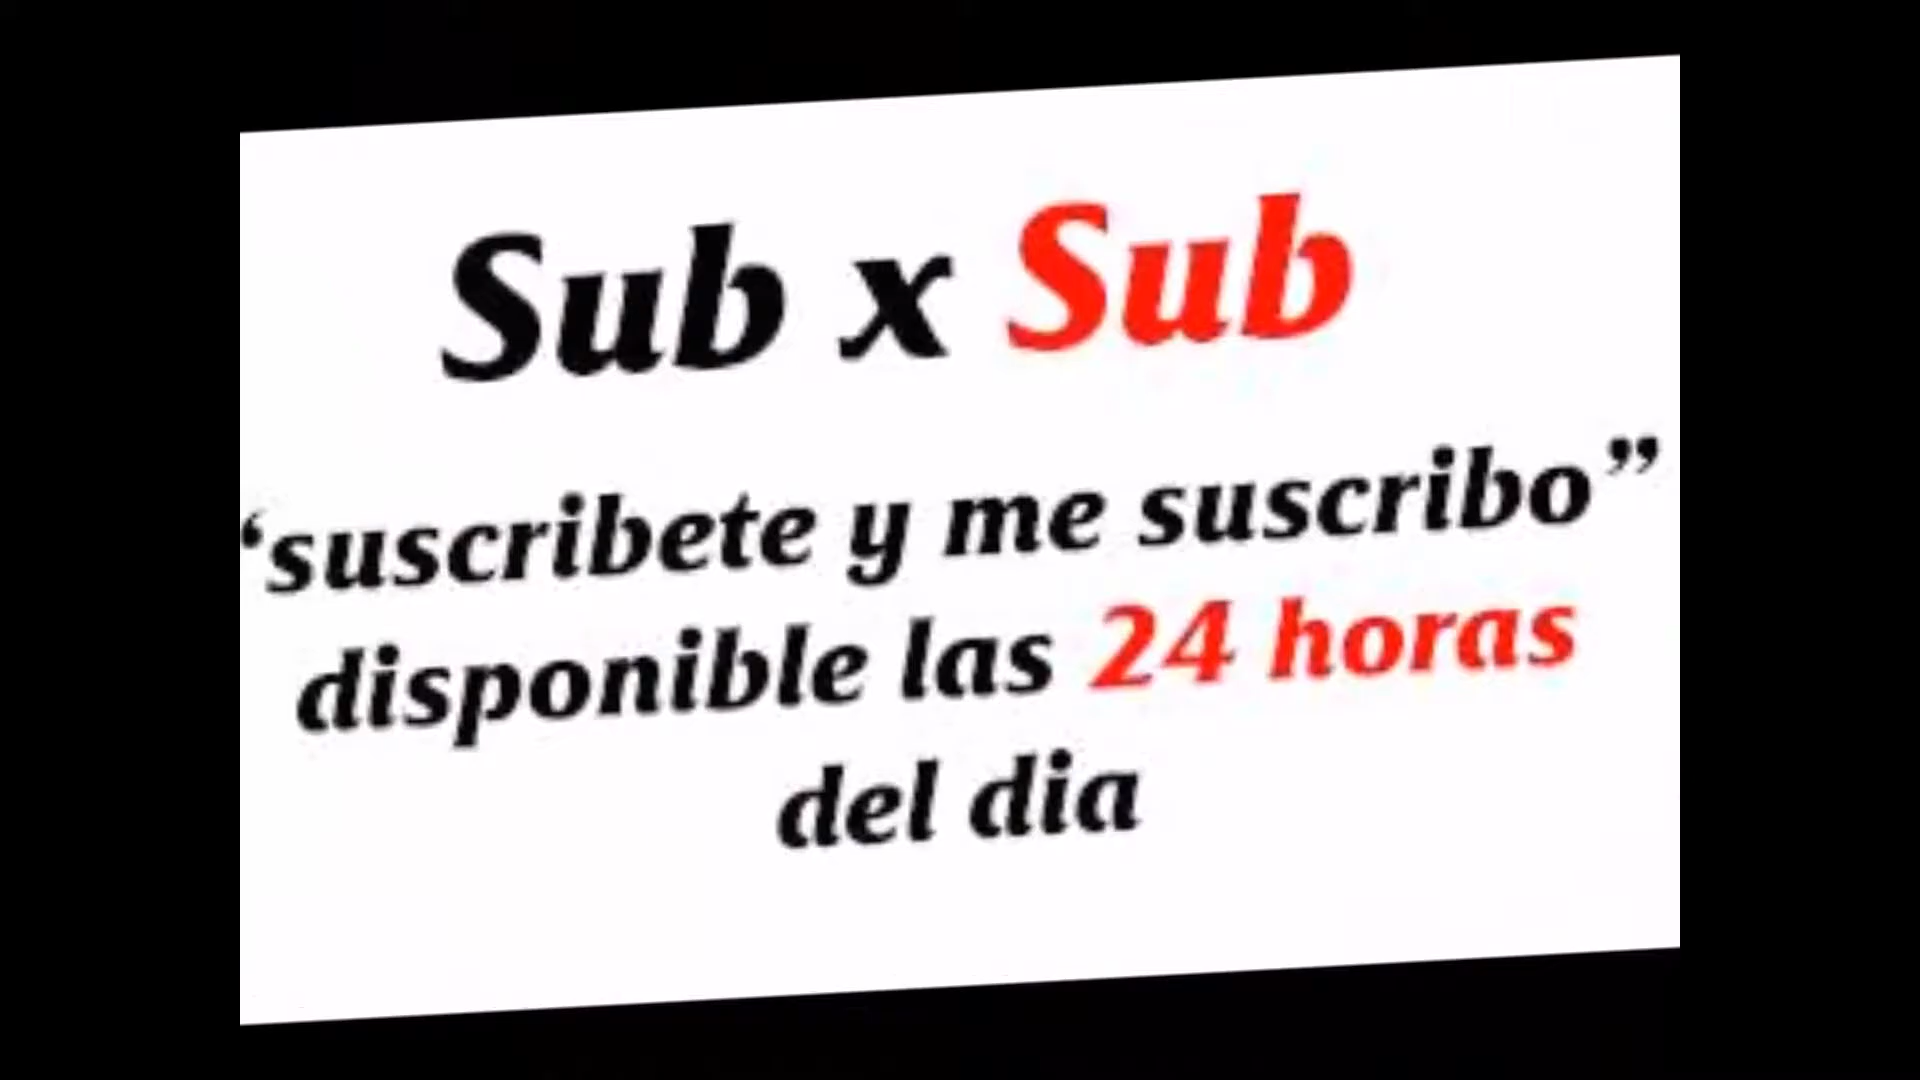 Sub x Sub
‘suscribete y me suscribo”
disponible las 24 horas
del dia